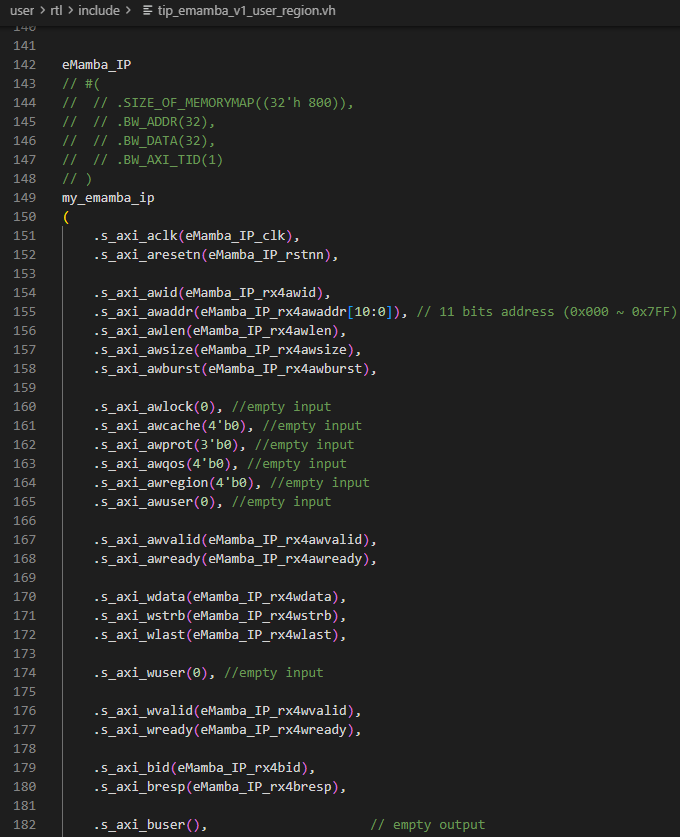 user > rtl > include > tip_emamba_v1_user_region.vh
140
141
142 eMamba_IP
143 // #(
144 //  // .SIZE_OF_MEMORYMAP((32'h 800)),
145 //  // .BW_ADDR(32),
146 //  // .BW_DATA(32),
147 //  // .BW_AXI_TID(1)
148 // )
149 my_emamba_ip
150 (
151     .s_axi_aclk(eMamba_IP_clk),
152     .s_axi_aresetn(eMamba_IP_rstnn),
153
154     .s_axi_awid(eMamba_IP_rx4awid),
155     .s_axi_awaddr(eMamba_IP_rx4awaddr[10:0]), // 11 bits address (0x000 ~ 0x7FF)
156     .s_axi_awlen(eMamba_IP_rx4awlen),
157     .s_axi_awsize(eMamba_IP_rx4awsize),
158     .s_axi_awburst(eMamba_IP_rx4awburst),
159
160     .s_axi_awlock(0), //empty input
161     .s_axi_awcache(4'b0), //empty input
162     .s_axi_awprot(3'b0), //empty input
163     .s_axi_awqos(4'b0), //empty input
164     .s_axi_awregion(4'b0), //empty input
165     .s_axi_awuser(0), //empty input
166
167     .s_axi_awvalid(eMamba_IP_rx4awvalid),
168     .s_axi_awready(eMamba_IP_rx4awready),
169
170     .s_axi_wdata(eMamba_IP_rx4wdata),
171     .s_axi_wstrb(eMamba_IP_rx4wstrb),
172     .s_axi_wlast(eMamba_IP_rx4wlast),
173
174     .s_axi_wuser(0), //empty input
175
176     .s_axi_wvalid(eMamba_IP_rx4wvalid),
177     .s_axi_wready(eMamba_IP_rx4wready),
178
179     .s_axi_bid(eMamba_IP_rx4bid),
180     .s_axi_bresp(eMamba_IP_rx4bresp),
181
182     .s_axi_buser(),                     // empty output